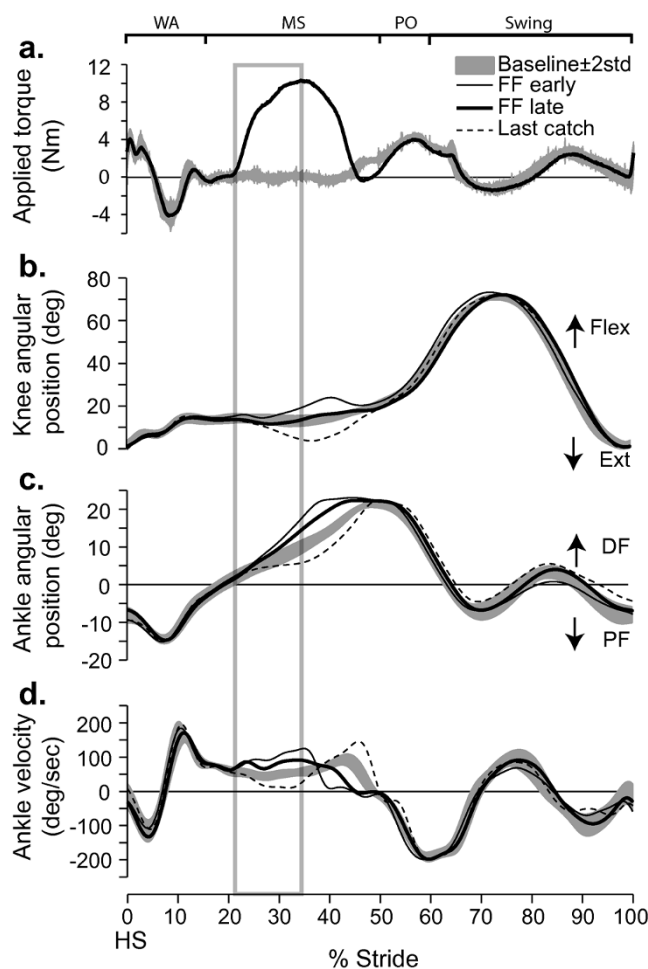 WA MS PO Swing
a.
Baseline±2std
FF early
FF late
Last catch
Applied torque
(Nm)
12
8
4
0
-4
b.
Knee angular
position (deg)
80
60
40
20
0
Flex
Ext
c.
Ankle angular
position (deg)
20
10
0
-10
-20
DF
PF
d.
Ankle velocity
(deg/sec)
200
100
0
-100
-200
0 10 20 30 40 50 60 70 80 90 100
HS
% Stride